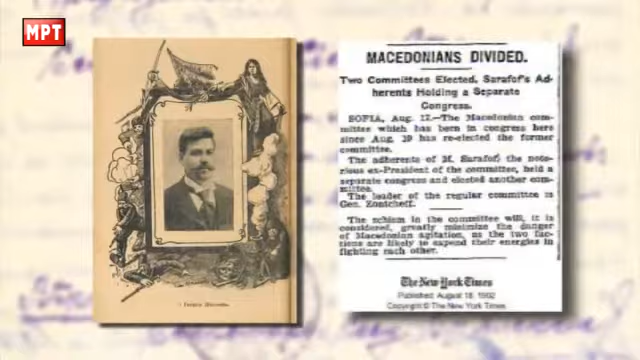 МРТ
MACEDONIANS DIVIDED.
Two Committees Elected, Sarafof's Ad-
herents Holding a Separate
Congress.
SOFIA, Aug. 17.—The Macedonian com-
mittee which has been in congress here
since Aug. 10 has re-elected the former
committee.
The adherents of M. Sarafof, the noto-
rious ex-President of the committee, held a
separate congress and elected another com-
mittee.
The leader of the regular committee is
Gen. Zontcheff.
The schism in the committee will, it is
considered, greatly minimize the danger
of Macedonian agitation, as the two fac-
tions are likely to expend their energies in
fighting each other.
The New York Times
Published: August 18, 1902
Copyright © The New York Times